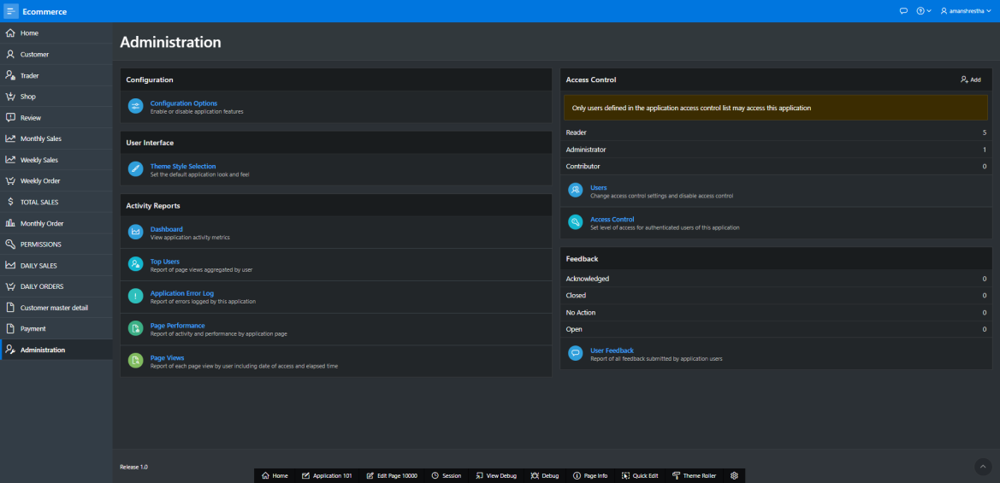 Ecommerce
amanshrestha
Home
Customer
Trader
Shop
Review
Monthly Sales
Weekly Sales
Weekly Order
TOTAL SALES
Monthly Order
PERMISSIONS
DAILY SALES
DAILY ORDERS
Customer master detail
Payment
Administration
Administration
Configuration
Configuration Options
Enable or disable application features
User Interface
Theme Style Selection
Set the default application look and feel
Activity Reports
Dashboard
View application activity metrics
Top Users
Report of page views aggregated by user
Application Error Log
Report of errors logged by this application
Page Performance
Report of activity and performance by application page
Page Views
Report of each page view by user including date of access and elapsed time
Access Control Add
Only users defined in the application access control list may access this application
Reader 5
Administrator 1
Contributor 0
Users
Change access control settings and disable access control
Access Control
Set level of access for authenticated users of this application
Feedback
Acknowledged 0
Closed 0
No Action 0
Open 0
User Feedback
Report of all feedback submitted by application users
Release 1.0
Home Application 101 Edit Page 10000 Session View Debug Debug Page Info Quick Edit Theme Roller